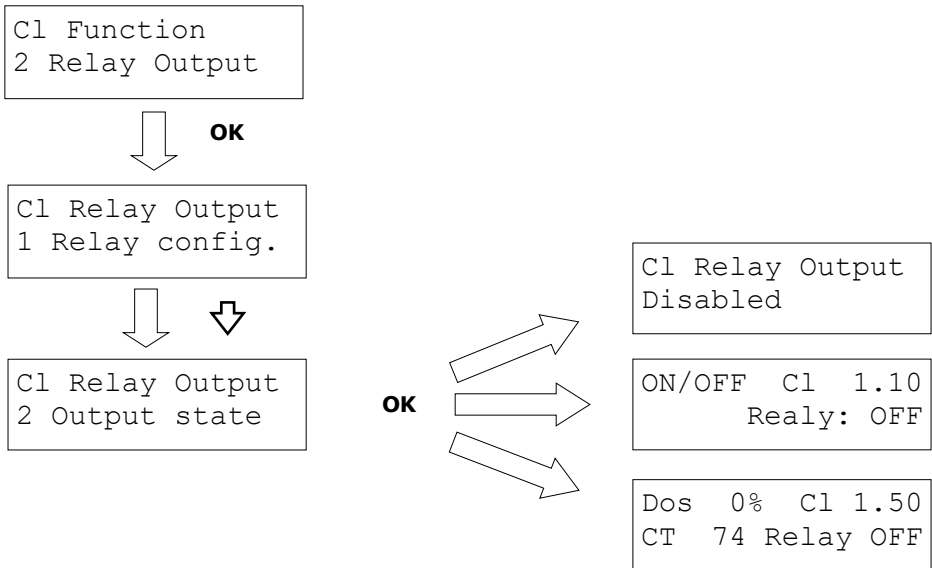 Cl Function
2 Relay Output
OK
Cl Relay Output
1 Relay config.
Cl Relay Output
2 Output state
OK
Cl Relay Output
Disabled
ON/OFF Cl 1.10
Realy: OFF
Dos 0% Cl 1.50
CT 74 Relay OFF